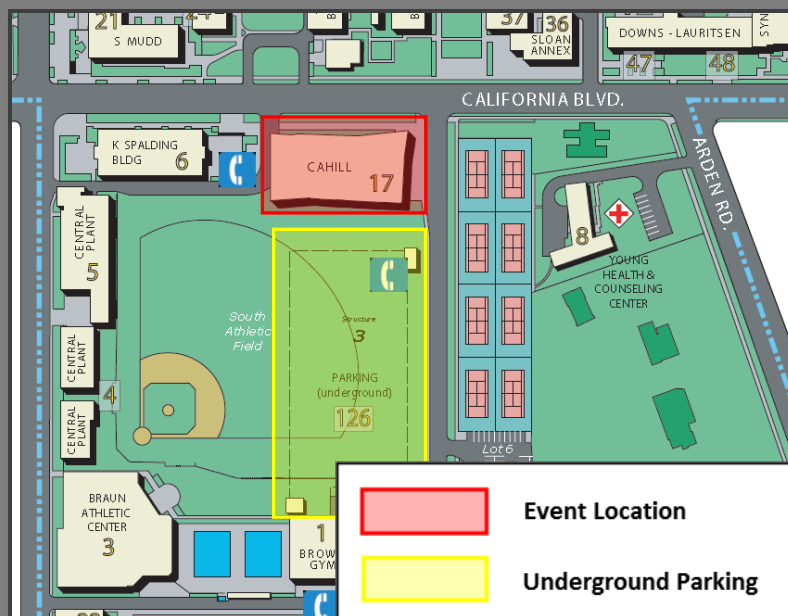 21
S MUDD
37
36
SLOAN
ANNEX
DOWNS - LAURITSEN
SYN
47
48
CALIFORNIA BLVD.
K SPALDING
BLDG
6
CAHILL
17
ARDEN RD.
CENTRAL
PLANT
5
8
YOUNG
HEALTH &
COUNSELING
CENTER
South
Athletic
Field
Structure
3
PARKING
(underground)
126
CENTRAL
PLANT
4
CENTRAL
PLANT
Lot 6
BRAUN
ATHLETIC
CENTER
3
1
BROW
GYM
Event Location
Underground Parking